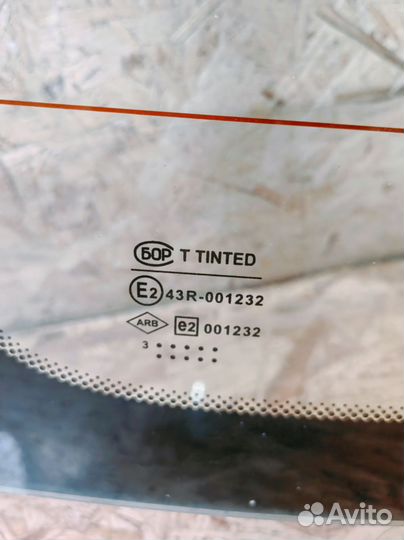 БОР T TINTED
E2 43R-001232
ARB e2 001232
3
Avito